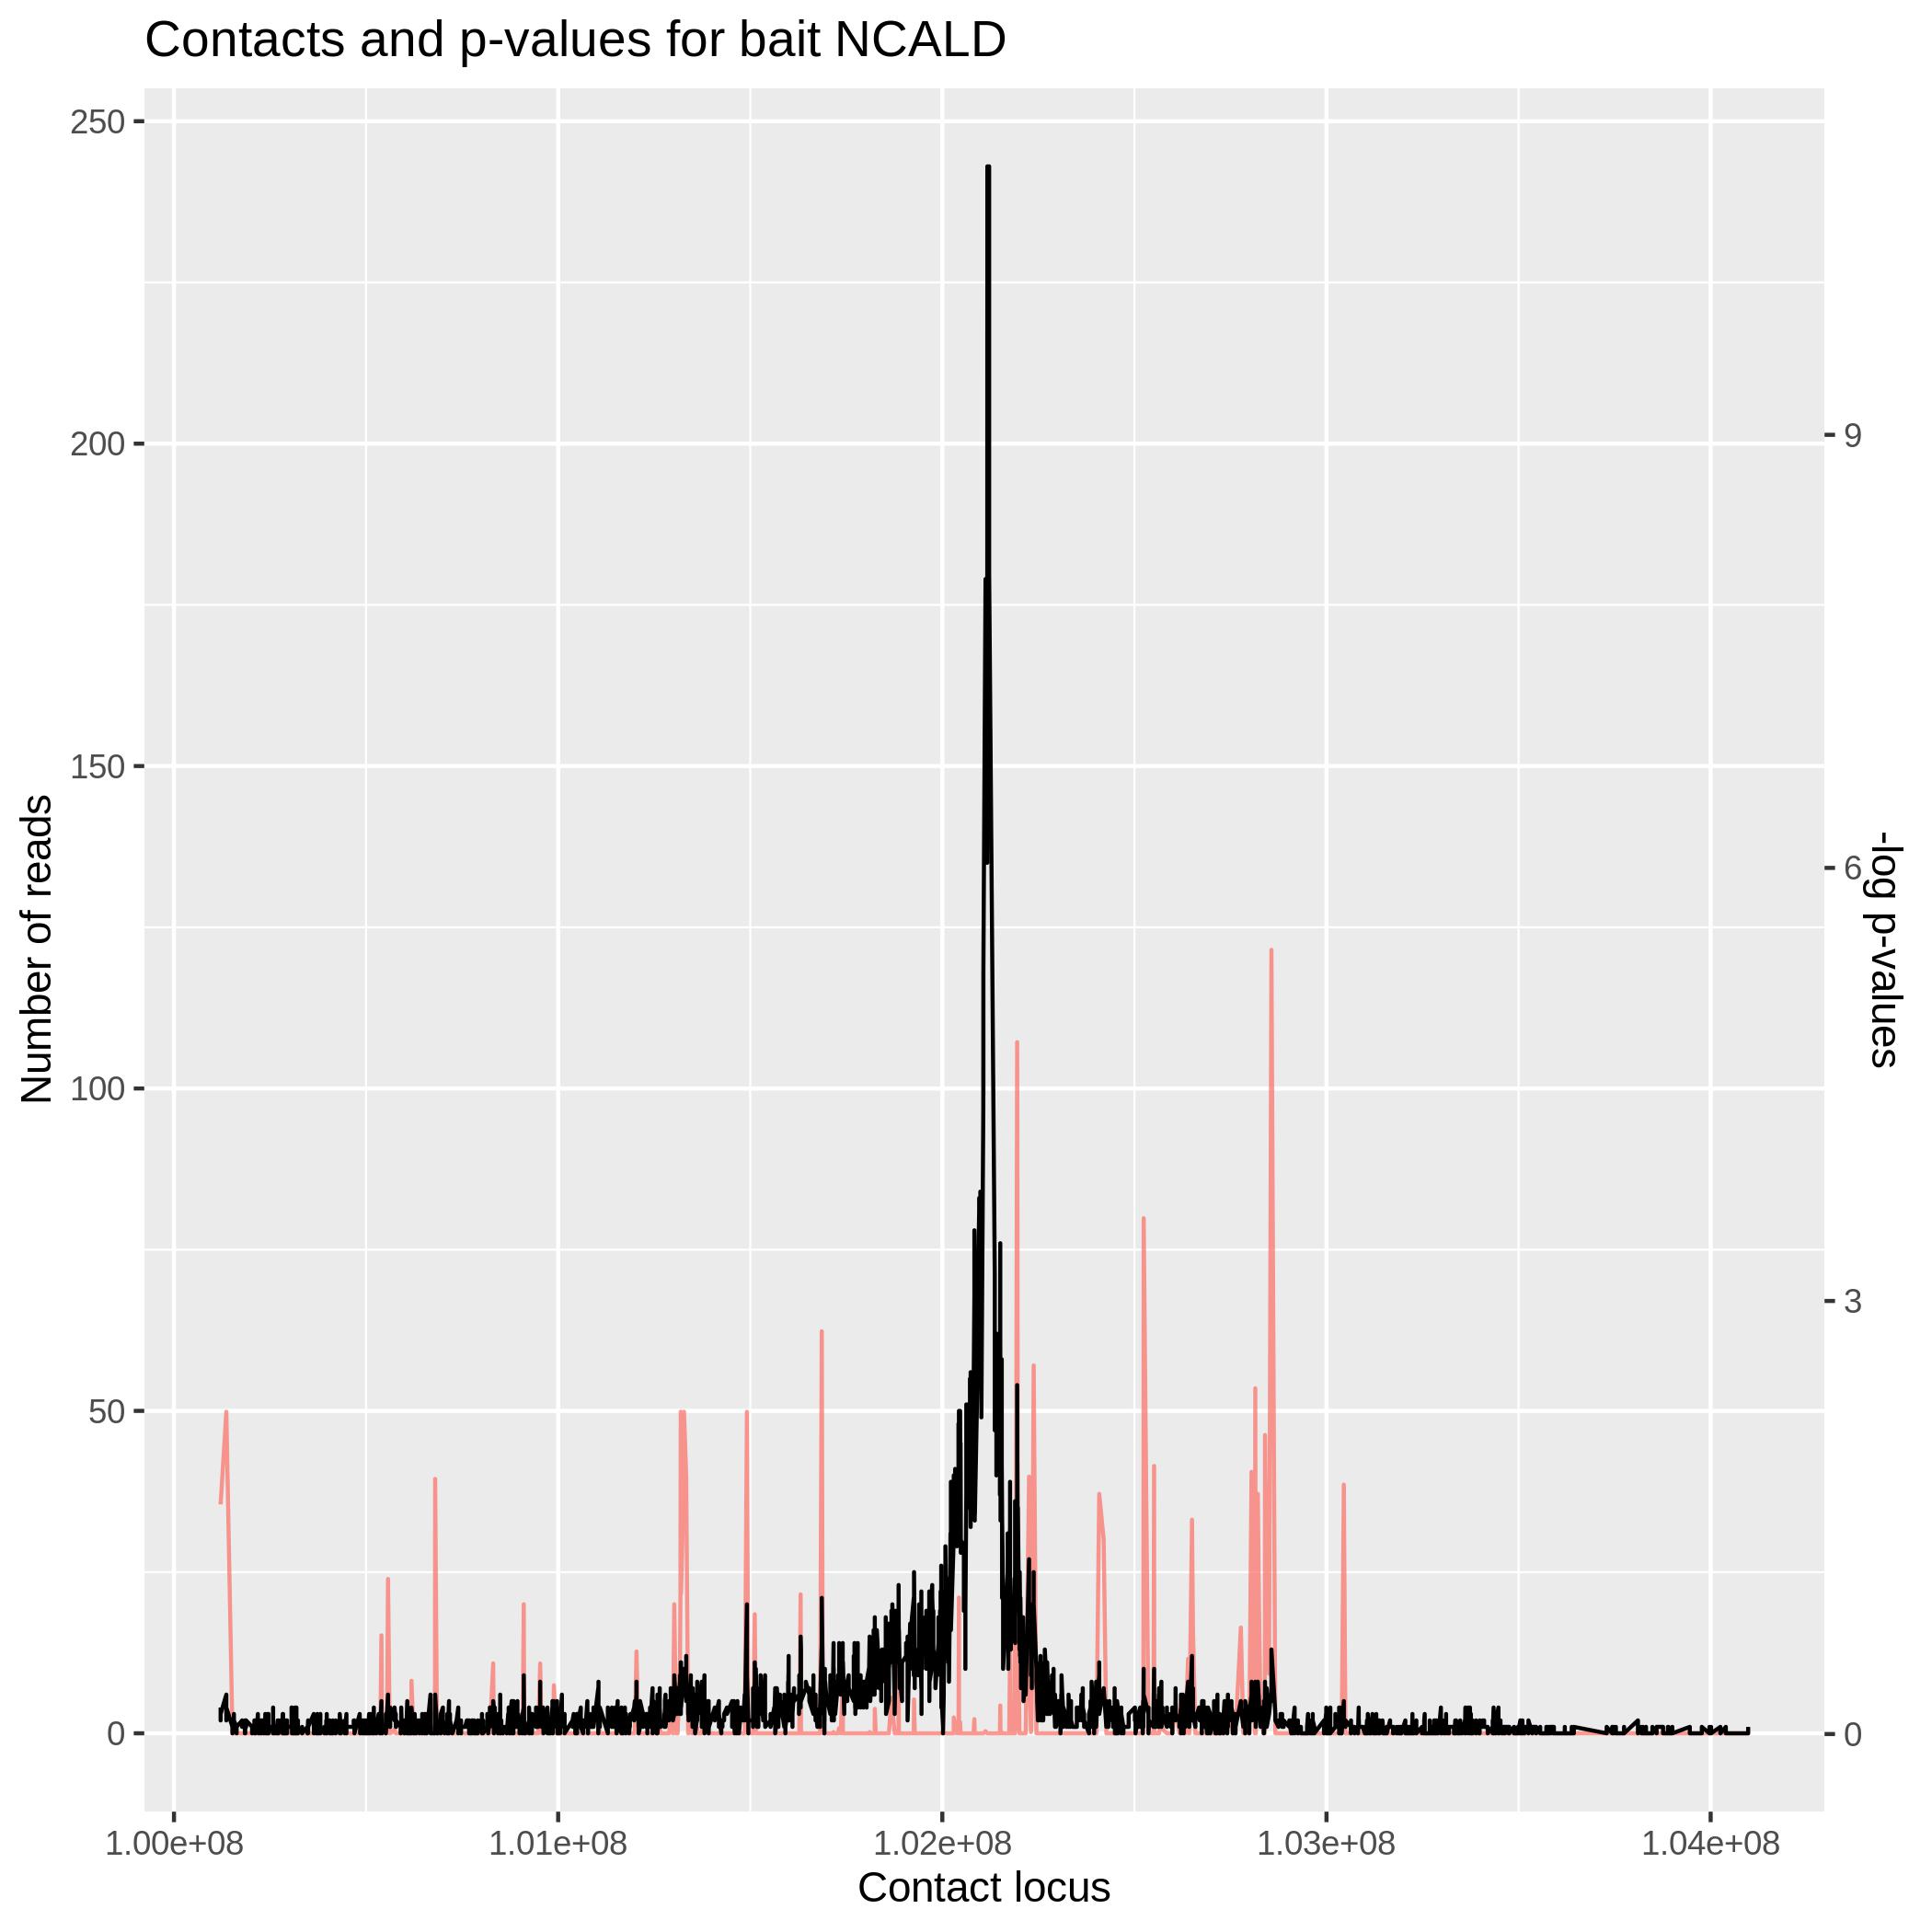 Contacts and p-values for bait NCALD
250
200
150
100
50
0
Number of reads
9
6
3
0
-log p-values
1.00e+08 1.01e+08 1.02e+08 1.03e+08 1.04e+08
Contact locus